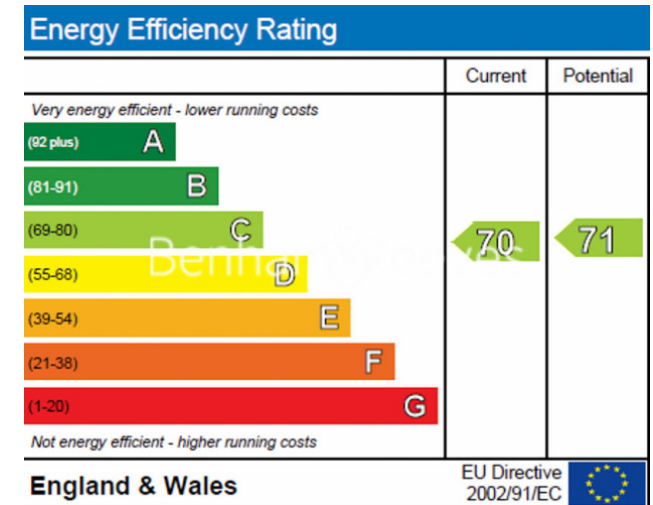 Energy Efficiency Rating
Current Potential
Very energy efficient - lower running costs
(92 plus) A
(81-91) B
(69-80) C
70 71
(55-68) D
(39-54) E
(21-38) F
(1-20) G
Not energy efficient - higher running costs
England & Wales
EU Directive
2002/91/EC